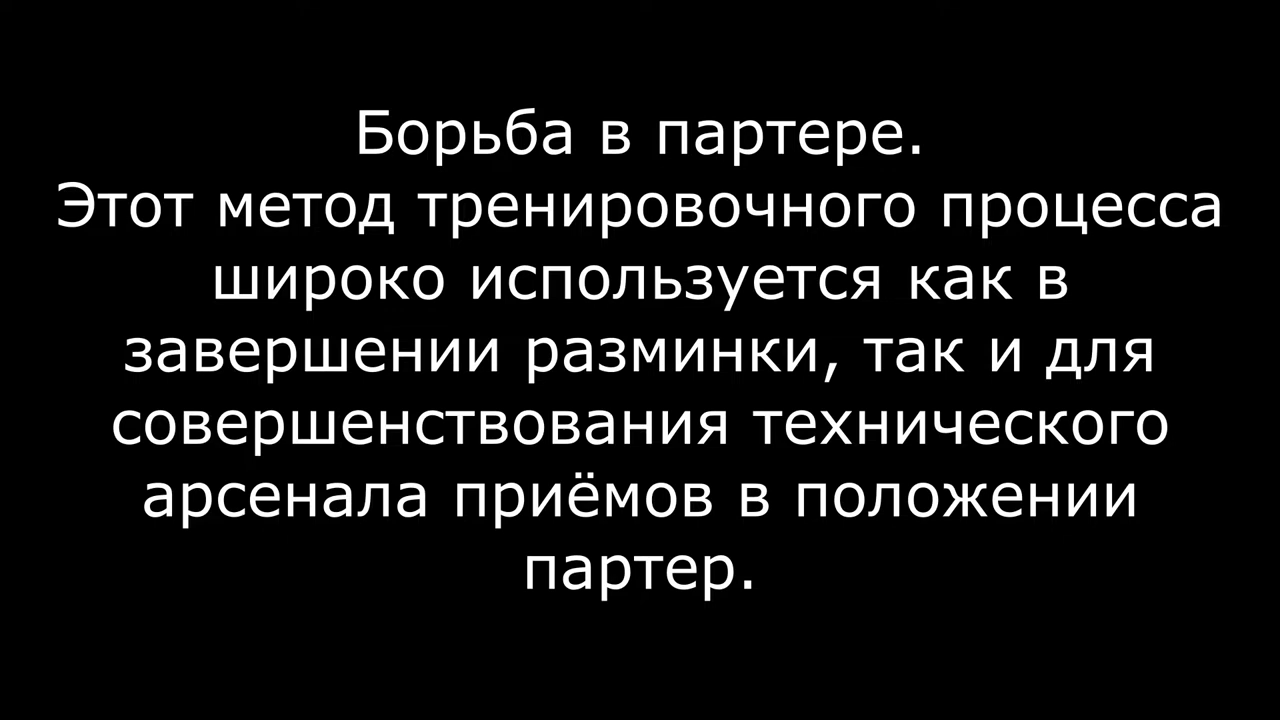 Борьба в партере.
Этот метод тренировочного процесса
широко используется как в
завершении разминки, так и для
совершенствования технического
арсенала приёмов в положении
партер.